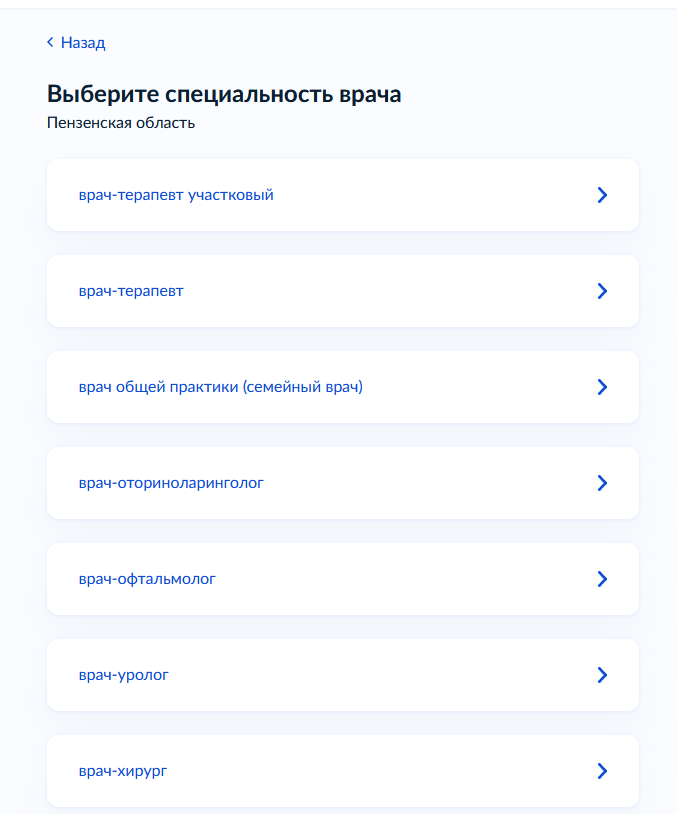 Назад
Выберите специальность врача
Пензенская область
врач-терапевт участковый
врач-терапевт
врач общей практики (семейный врач)
врач-оториноларинголог
врач-офтальмолог
врач-уролог
врач-хирург